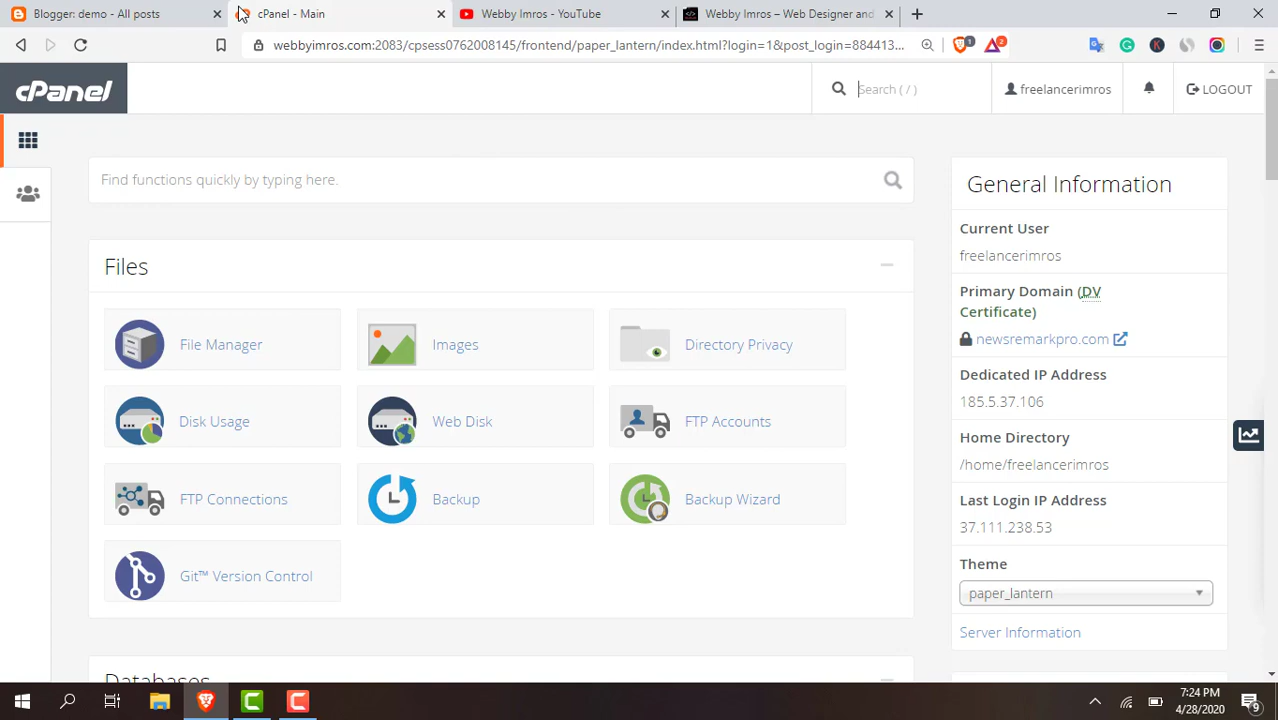 Blogger: demo - All posts
cPanel - Main
Webby Imros - YouTube
Webby Imros – Web Designer and
webbyimros.com:2083/cpsess0762008145/frontend/paper_lantern/index.html?login=1&post_login=884413...
1
2
K
cPanel
Search ( / )
freelancerimros
LOGOUT
Find functions quickly by typing here.
Files
File Manager
Images
Directory Privacy
Disk Usage
Web Disk
FTP Accounts
FTP Connections
Backup
Backup Wizard
Git™ Version Control
Databases
General Information
Current User
freelancerimros
Primary Domain (DV
Certificate)
newsremarkpro.com
Dedicated IP Address
185.5.37.106
Home Directory
/home/freelancerimros
Last Login IP Address
37.111.238.53
Theme
paper_lantern
Server Information
C
C
7:24 PM
4/28/2020
9